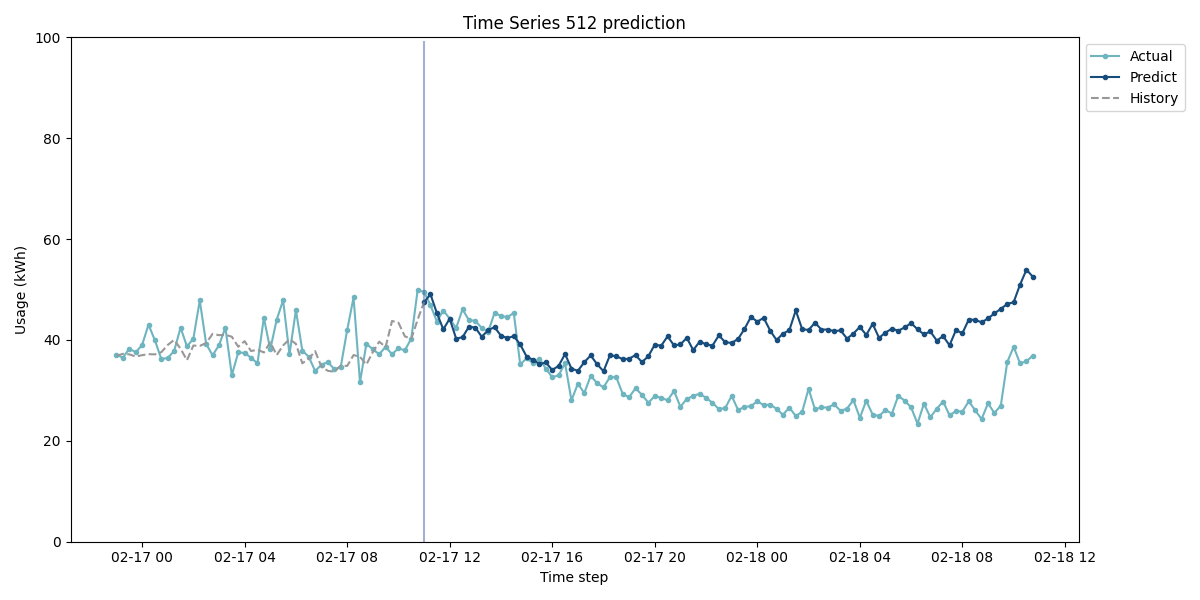 Time Series 512 prediction
100
80
60
40
20
0
Usage (kWh)
02-17 00 02-17 04 02-17 08 02-17 12 02-17 16 02-17 20 02-18 00 02-18 04 02-18 08 02-18 12
Time step
Actual
Predict
History